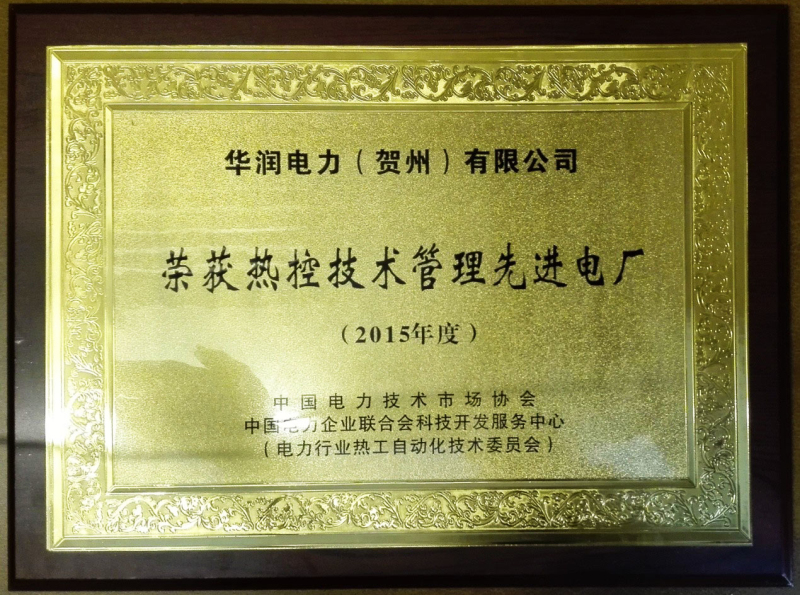 华润电力（贺州）有限公司
荣获热控技术管理先进电厂
（2015年度）
中国电力技术市场协会
中国电力企业联合会科技开发服务中心
（电力行业热工自动化技术委员会）